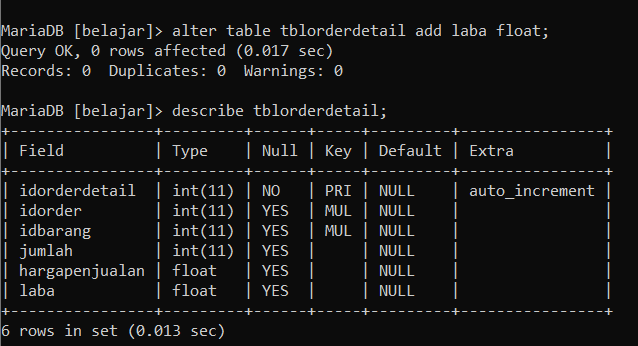 MariaDB [belajar]> alter table tblorderdetail add laba float;
Query OK, 0 rows affected (0.017 sec)
Records: 0  Duplicates: 0  Warnings: 0

MariaDB [belajar]> describe tblorderdetail;
+----------------+---------+------+-----+---------+----------------+
| Field          | Type    | Null | Key | Default | Extra          |
+----------------+---------+------+-----+---------+----------------+
| idorderdetail  | int(11) | NO   | PRI | NULL    | auto_increment |
| idorder        | int(11) | YES  | MUL | NULL    |                |
| idbarang       | int(11) | YES  | MUL | NULL    |                |
| jumlah         | int(11) | YES  |     | NULL    |                |
| hargapenjualan | float   | YES  |     | NULL    |                |
| laba           | float   | YES  |     | NULL    |                |
+----------------+---------+------+-----+---------+----------------+
6 rows in set (0.013 sec)